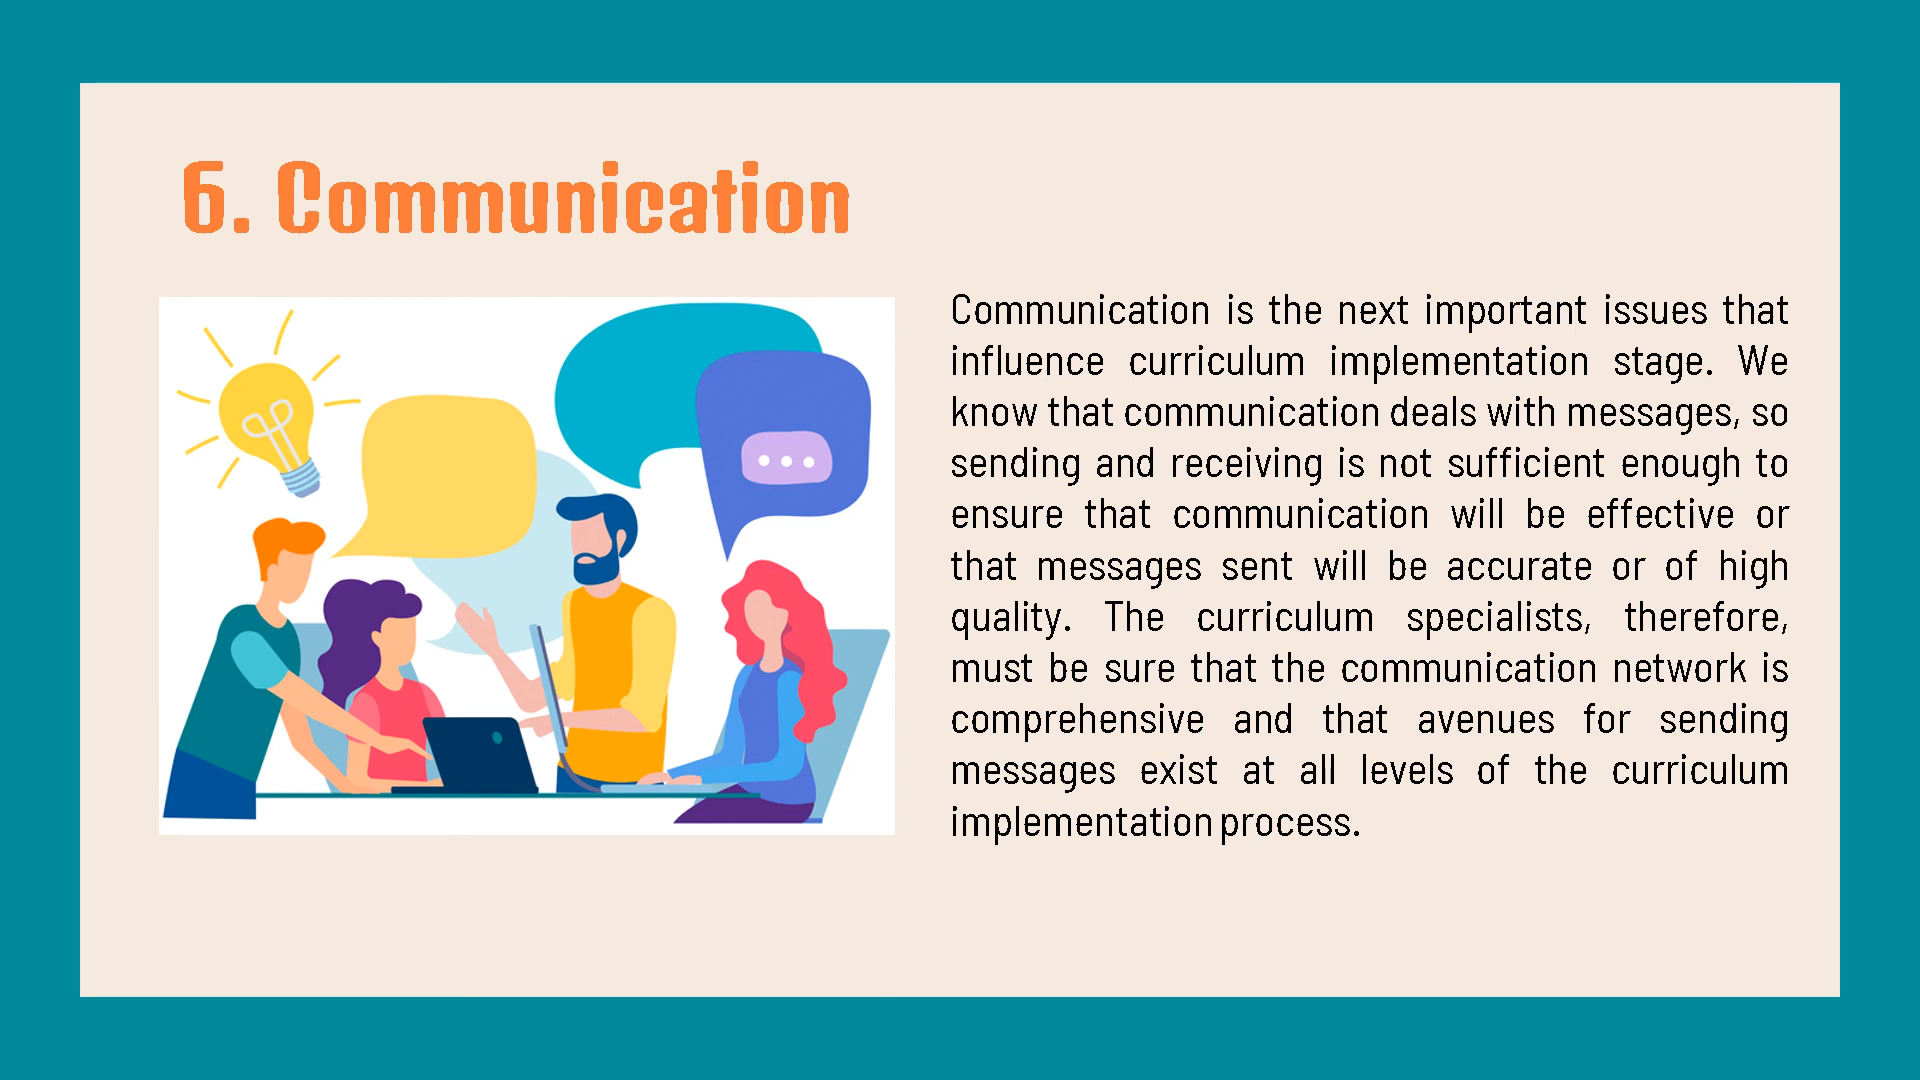 6. Communication
Communication is the next important issues that
influence curriculum implementation stage. We
know that communication deals with messages, so
sending and receiving is not sufficient enough to
ensure that communication will be effective or
that messages sent will be accurate or of high
quality. The curriculum specialists, therefore,
must be sure that the communication network is
comprehensive and that avenues for sending
messages exist at all levels of the curriculum
implementation process.